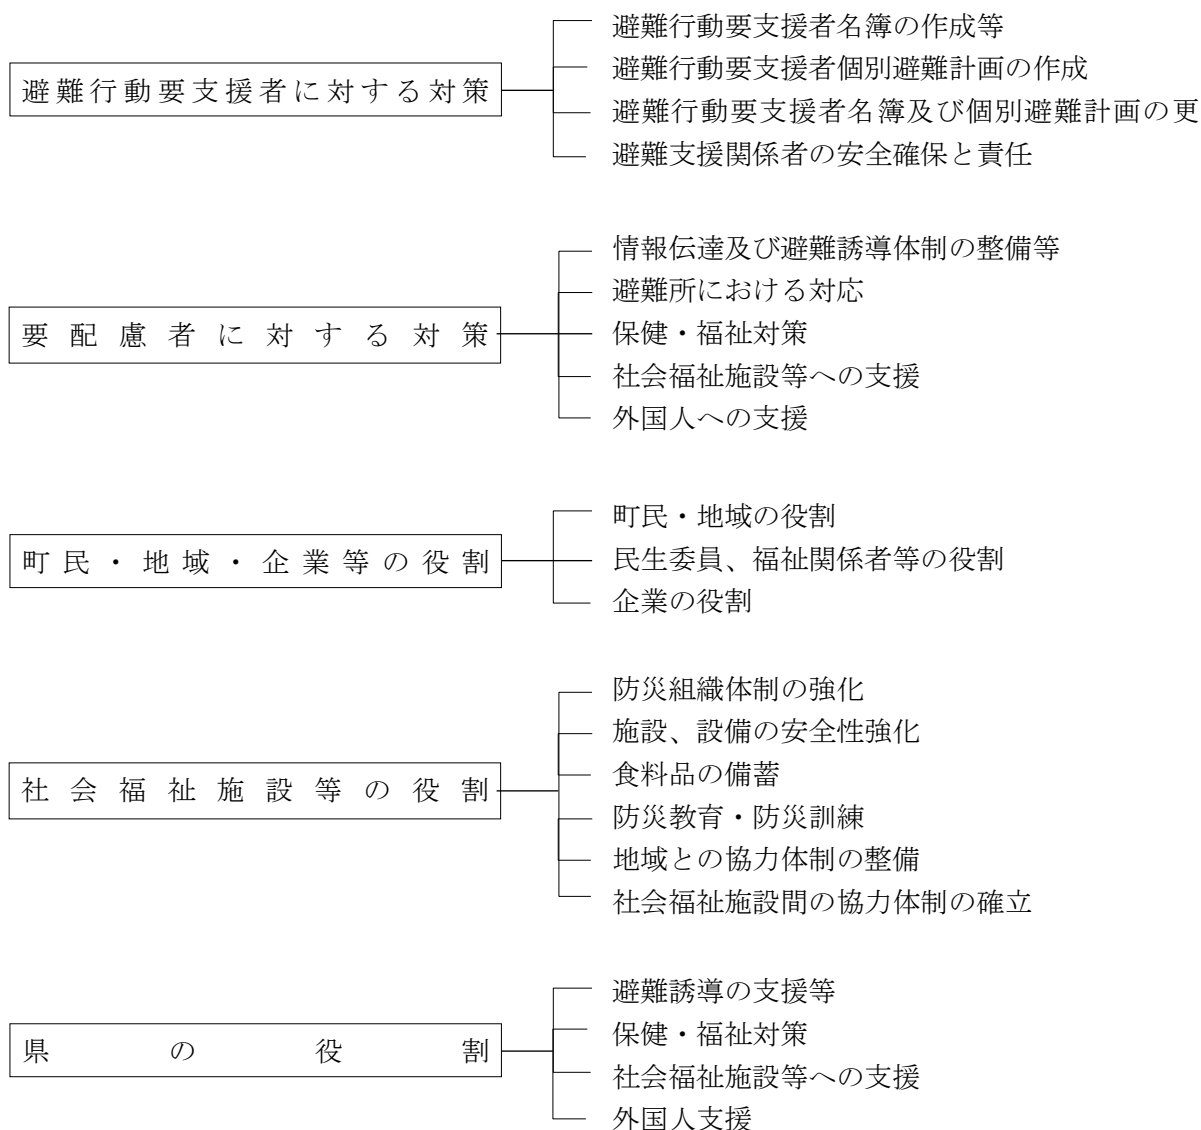 避難行動要支援者に対する対策
避難行動要支援者名簿の作成等
避難行動要支援者個別避難計画の作成
避難行動要支援者名簿及び個別避難計画の更
避難支援関係者の安全確保と責任
要配慮者に対する対策
情報伝達及び避難誘導体制の整備等
避難所における対応
保健・福祉対策
社会福祉施設等への支援
外国人への支援
町民・地域・企業等の役割
町民・地域の役割
民生委員、福祉関係者等の役割
企業の役割
社会福祉施設等の役割
防災組織体制の強化
施設、設備の安全性強化
食料品の備蓄
防災教育・防災訓練
地域との協力体制の整備
社会福祉施設間の協力体制の確立
県の役割
避難誘導の支援等
保健・福祉対策
社会福祉施設等への支援
外国人支援